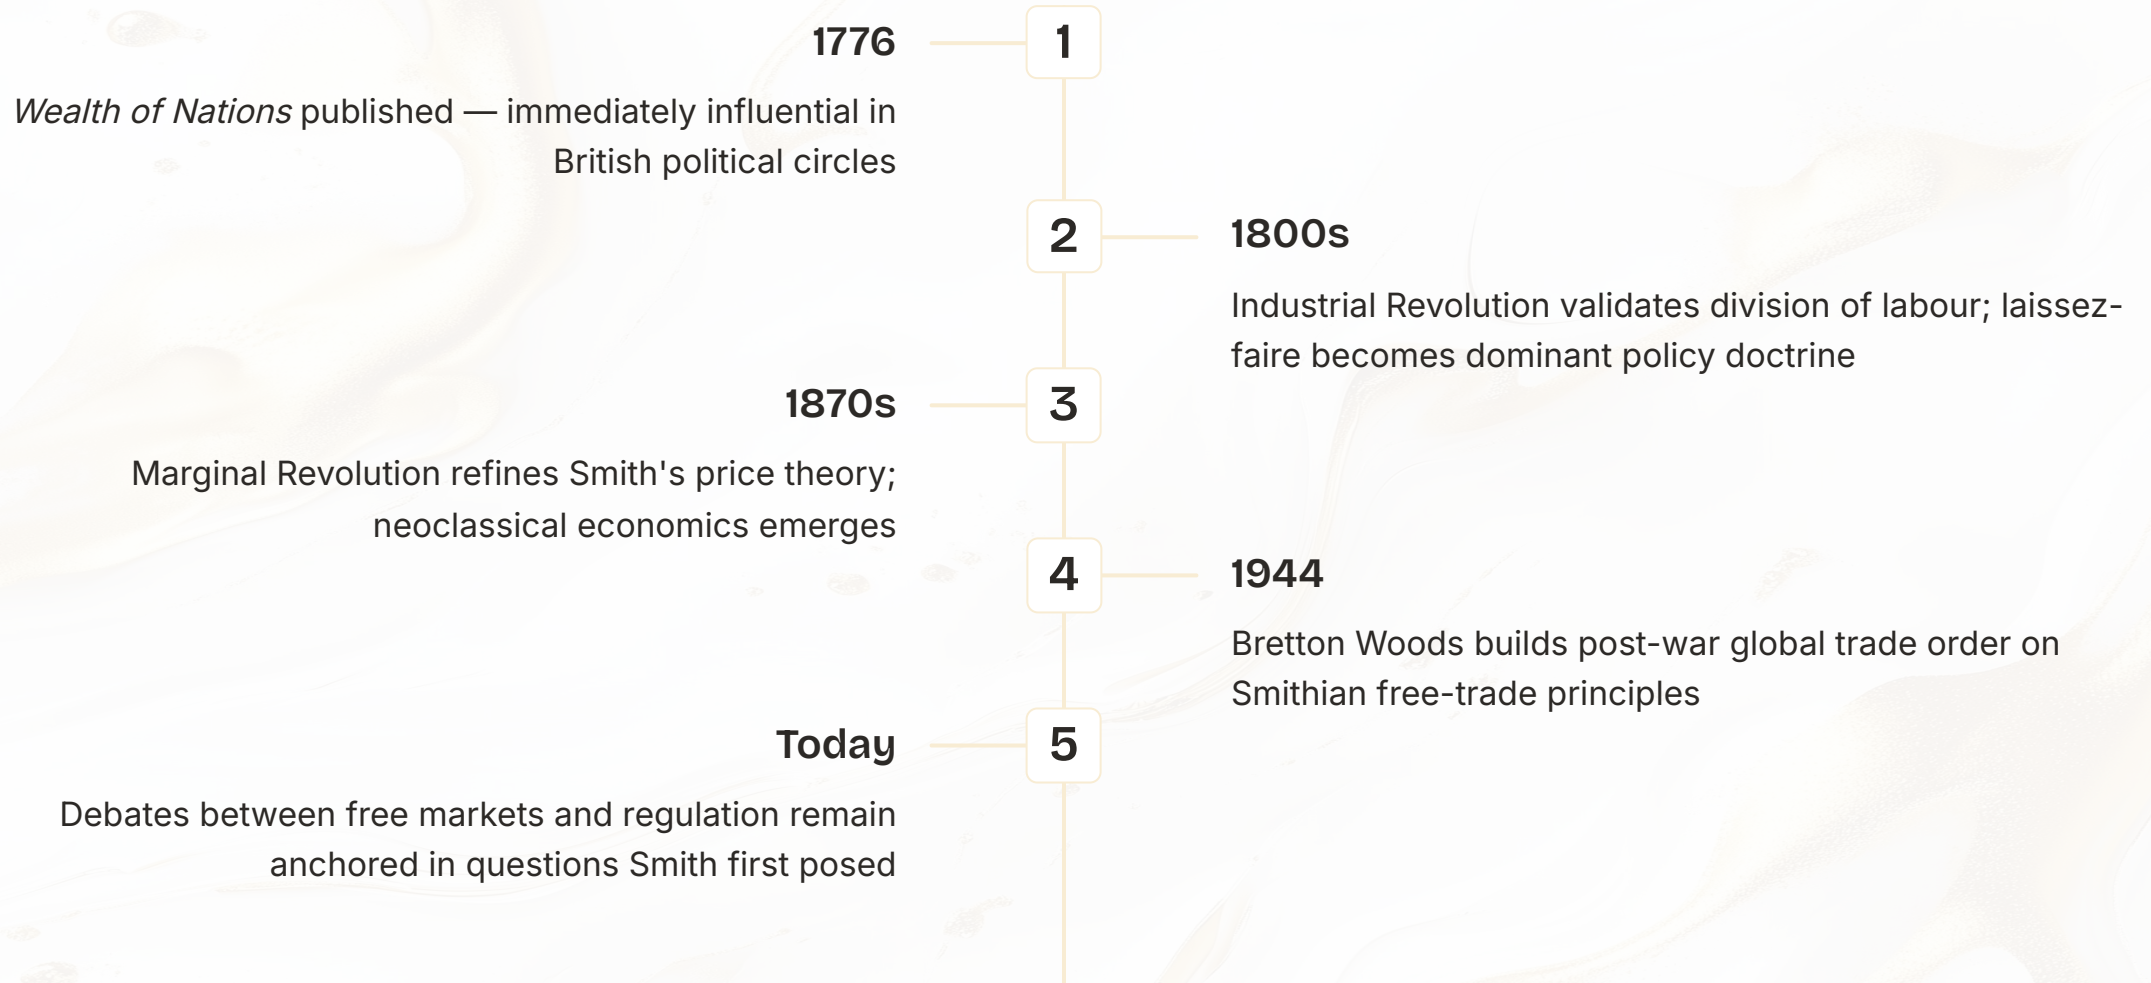 1776
1
Wealth of Nations published — immediately influential in
British political circles
2
1800s
Industrial Revolution validates division of labour; laissez-
faire becomes dominant policy doctrine
1870s
3
Marginal Revolution refines Smith's price theory;
neoclassical economics emerges
4
1944
Bretton Woods builds post-war global trade order on
Smithian free-trade principles
Today
5
Debates between free markets and regulation remain
anchored in questions Smith first posed